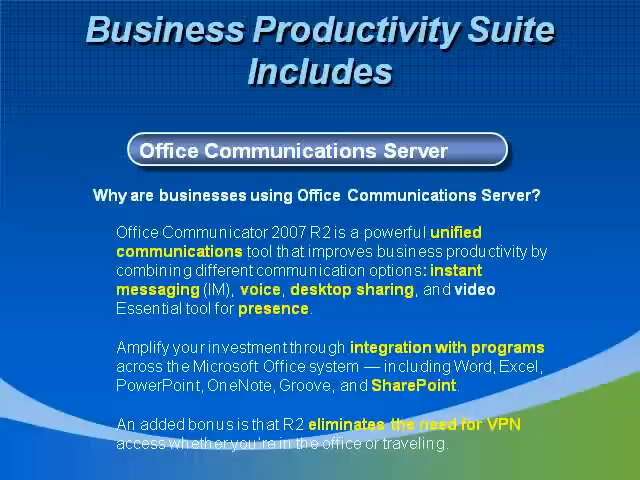 Business Productivity Suite
Includes
Office Communications Server
Why are businesses using Office Communications Server?
Office Communicator 2007 R2 is a powerful unified
communications tool that improves business productivity by
combining different communication options: instant
messaging (IM), voice, desktop sharing, and video.
Essential tool for presence.
Amplify your investment through integration with programs
across the Microsoft Office system — including Word, Excel,
PowerPoint, OneNote, Groove, and SharePoint.
An added bonus is that R2 eliminates the need for VPN
access whether you're in the office or traveling.